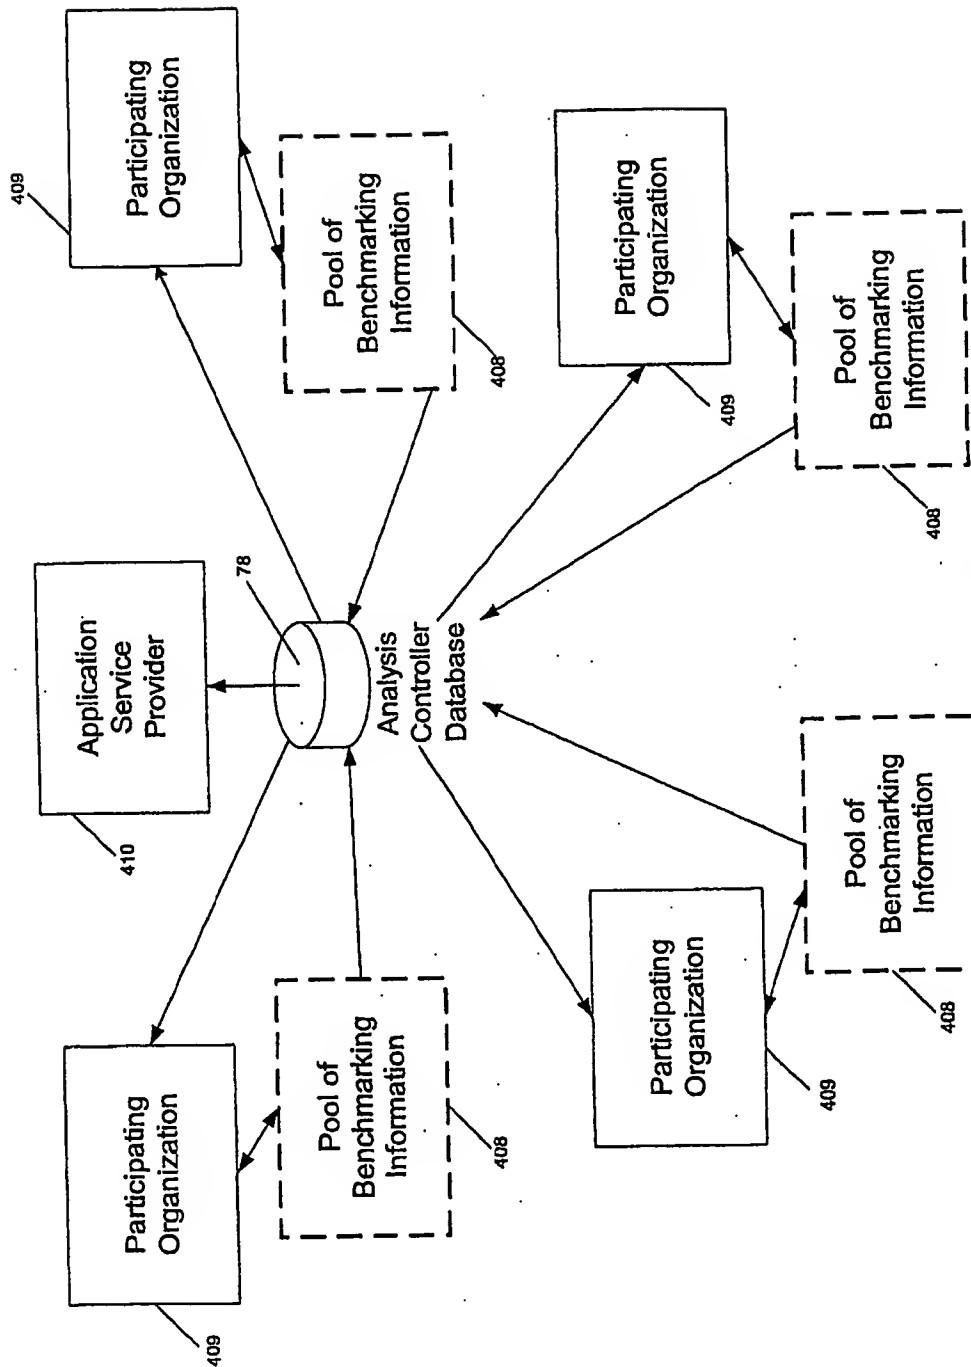 Participating
Organization
409
Application
Service
Provider
410
Participating
Organization
409
Pool of
Benchmarking
Information
408
78
Analysis
Controller
Database
Pool of
Benchmarking
Information
408
Participating
Organization
409
Participating
Organization
409
Pool of
Benchmarking
Information
408
Pool of
Benchmarking
Information
408